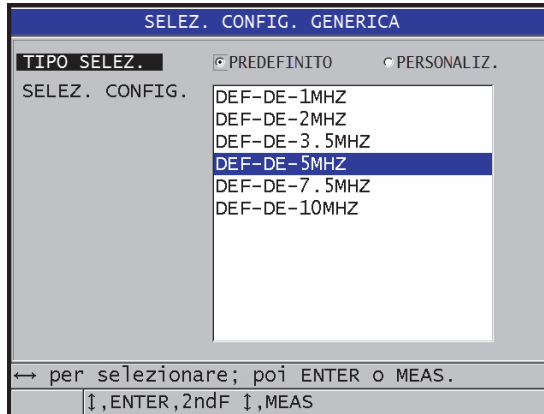 SELEZ. CONFIG. GENERICA
TIPO SELEZ. PREDEFINITO PERSONALIZ.
SELEZ. CONFIG.
DEF-DE-1MHZ
DEF-DE-2MHZ
DEF-DE-3.5MHZ
DEF-DE-5MHZ
DEF-DE-7.5MHZ
DEF-DE-10MHZ
↔ per selezionare; poi ENTER o MEAS.
↕,ENTER,2ndF ↕,MEAS